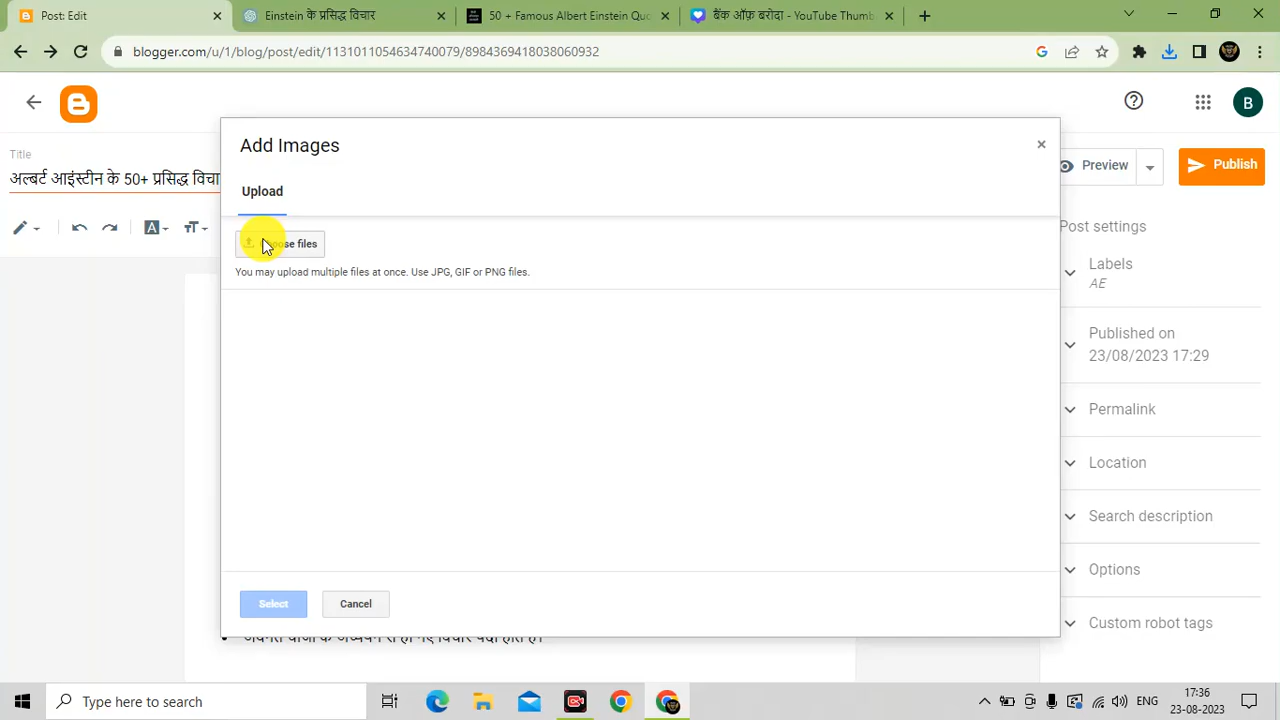 Post: Edit
Einstein के प्रसिद्ध विचार
50 + Famous Albert Einstein Quo
बैंक ऑफ़ बरोदा - YouTube Thumb
blogger.com/u/1/blog/post/edit/1131011054634740079/8984369418038060932
B
Title
अल्बर्ट आइंस्टीन के 50+ प्रसिद्ध विचा
Add Images
Upload
files
You may upload multiple files at once. Use JPG, GIF or PNG files.
Select
Cancel
Preview
Publish
Post settings
Labels
AE
Published on
23/08/2023 17:29
Permalink
Location
Search description
Options
Custom robot tags
Type here to search
ENG
17:36
23-08-2023